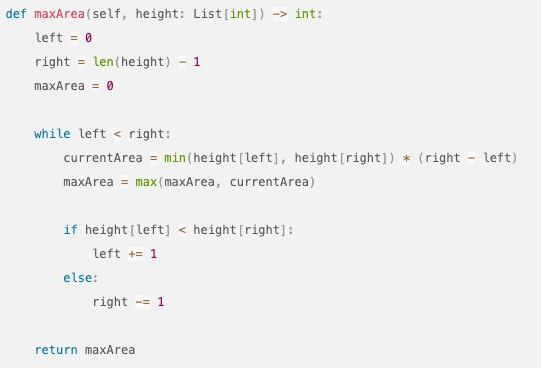 def maxArea(self, height: List[int]) -> int:
    left = 0
    right = len(height) - 1
    maxArea = 0
    while left < right:
        currentArea = min(height[left], height[right]) * (right - left)
        maxArea = max(maxArea, currentArea)
        if height[left] < height[right]:
            left += 1
        else:
            right -= 1
    return maxArea